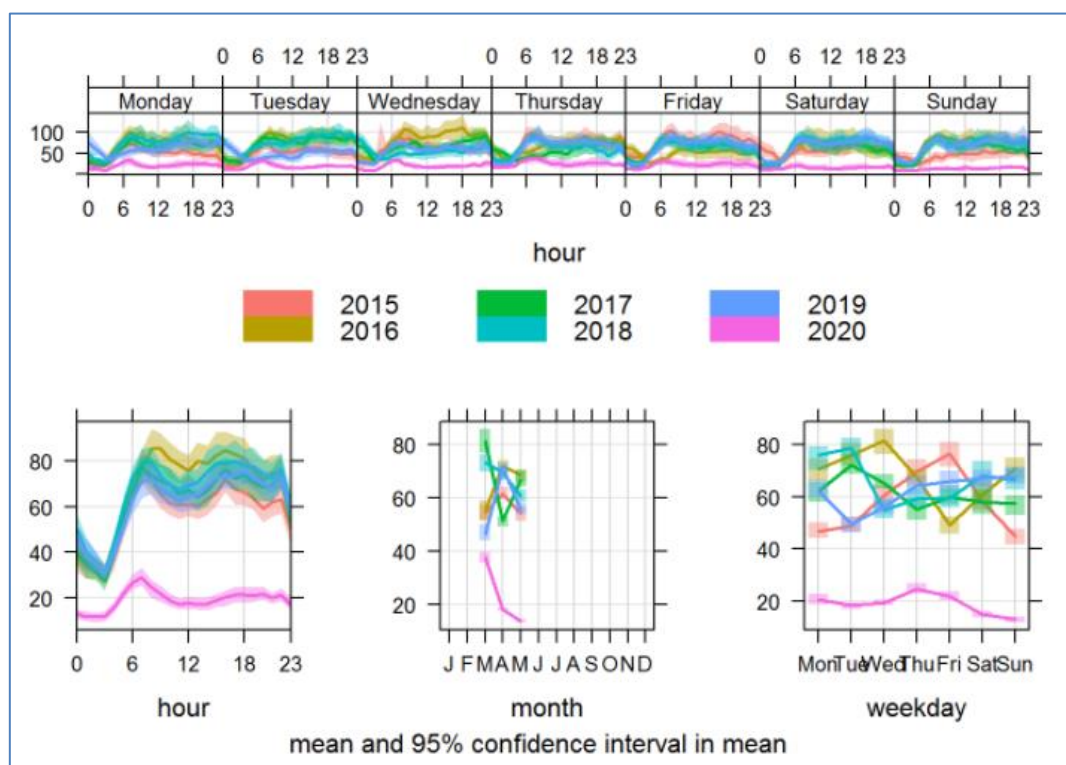 0 6 12 18 23 0 6 12 18 23 0 6 12 18 23
Monday Tuesday Wednesday Thursday Friday Saturday Sunday
100
50
0 6 12 18 23 0 6 12 18 23 0 6 12 18 23 0 6 12 18 23
hour
2015 2017 2019
2016 2018 2020
80 80 80
60 60 60
40 40 40
20 20 20
0 6 12 18 23 J F M A M J J A S O N D Mon Tue Wed Thu Fri Sat Sun
hour month weekday
mean and 95% confidence interval in mean